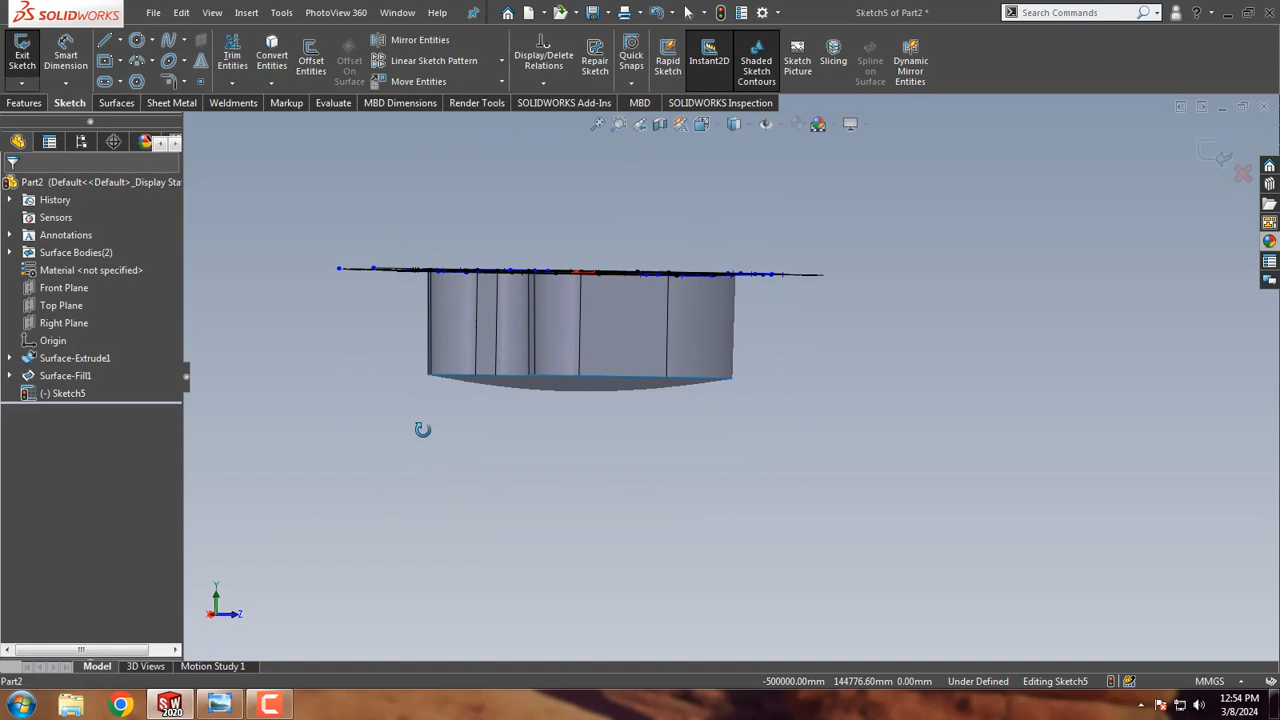 SOLIDWORKS
File
Edit
View
Insert
Tools
PhotoView 360
Window
Help
Sketch5 of Part2 *
Search Commands
Exit Sketch
Smart Dimension
Trim Entities
Convert Entities
Offset Entities
Offset On Surface
Mirror Entities
Linear Sketch Pattern
Move Entities
Display/Delete Relations
Repair Sketch
Quick Snaps
Rapid Sketch
Instant2D
Shaded Sketch Contours
Sketch Picture
Slicing
Spline on Surface
Dynamic Mirror Entities
Features
Sketch
Surfaces
Sheet Metal
Weldments
Markup
Evaluate
MBD Dimensions
Render Tools
SOLIDWORKS Add-Ins
MBD
SOLIDWORKS Inspection
Part2 (Default<<Default>_Display Sta
History
Sensors
Annotations
Surface Bodies(2)
Material <not specified>
Front Plane
Top Plane
Right Plane
Origin
Surface-Extrude1
Surface-Fill1
(-) Sketch5
Y
X
Z
Model
3D Views
Motion Study 1
Part2
-500000.00mm
144776.60mm 0.00mm
Under Defined
Editing Sketch5
MMGS
SW
2020
12:54 PM
3/8/2024